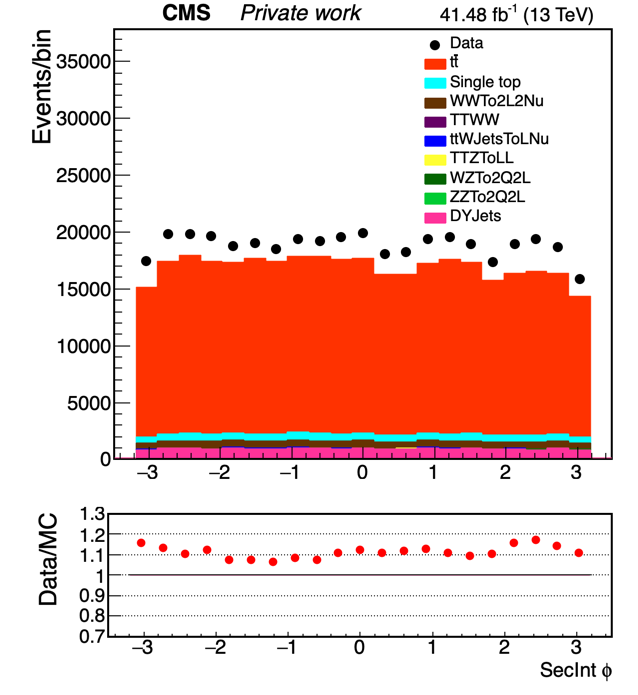 CMS Private work 41.48 fb⁻¹ (13 TeV)
Events/bin
35000
30000
25000
20000
15000
10000
5000
0
Data
tt̄
Single top
WWTo2L2Nu
TTWW
ttWJetsToLNu
TTZToLL
WZTo2Q2L
ZZTo2Q2L
DYJets
−3 −2 −1 0 1 2 3
Data/MC
1.3
1.2
1.1
1
0.9
0.8
0.7
−3 −2 −1 0 1 2 3
SecInt ϕ